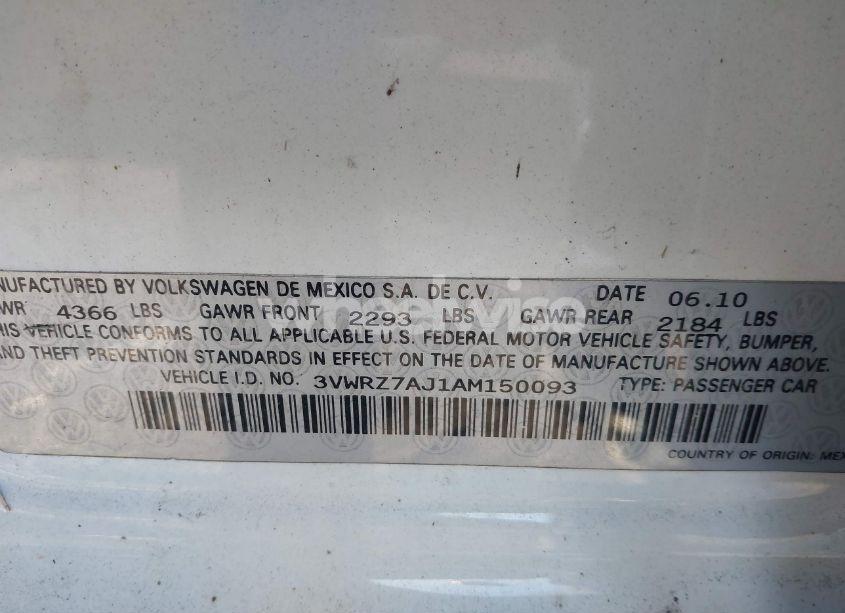 NUFACTURED BY VOLKSWAGEN DE MEXICO S.A. DE C.V. DATE 06.10
WR 4366 LBS GAWR FRONT 2293 LBS GAWR REAR 2184 LBS
HIS VEHICLE CONFORMS TO ALL APPLICABLE U.S. FEDERAL MOTOR VEHICLE SAFETY, BUMPER,
AND THEFT PREVENTION STANDARDS IN EFFECT ON THE DATE OF MANUFACTURE SHOWN ABOVE.
VEHICLE I.D. NO. 3VWRZ7AJ1AM150093 TYPE: PASSENGER CAR
COUNTRY OF ORIGIN: MEX